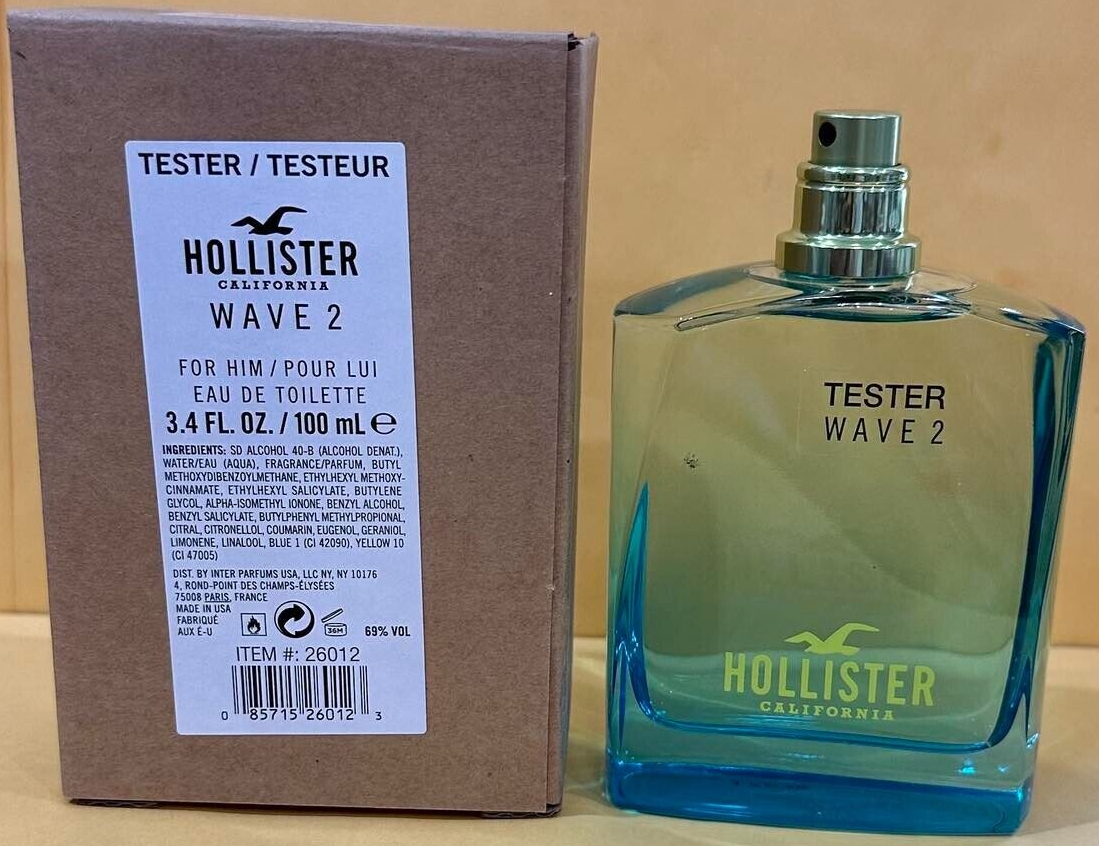 TESTER / TESTEUR
HOLLISTER
CALIFORNIA
WAVE 2
FOR HIM / POUR LUI
EAU DE TOILETTE
3.4 FL. OZ. / 100 mL ℮
INGREDIENTS: SD ALCOHOL 40-B (ALCOHOL DENAT.),
WATER/EAU (AQUA), FRAGRANCE/PARFUM, BUTYL
METHOXYDIBENZOYLMETHANE, ETHYLHEXYL METHOXY-
CINNAMATE, ETHYLHEXYL SALICYLATE, BUTYLENE
GLYCOL, ALPHA-ISOMETHYL IONONE, BENZYL ALCOHOL,
BENZYL SALICYLATE, BUTYLPHENYL METHYLPROPIONAL,
CITRAL, CITRONELLOL, COUMARIN, EUGENOL, GERANIOL,
LIMONENE, LINALOOL, BLUE 1 (CI 42090), YELLOW 10
(CI 47005)
DIST. BY INTER PARFUMS USA, LLC NY, NY 10176
4, ROND-POINT DES CHAMPS-ÉLYSÉES
75008 PARIS, FRANCE
MADE IN USA
FABRIQUÉ
AUX É-U
36M
69% VOL
ITEM #: 26012
0 85715 26012 3
TESTER
WAVE 2
HOLLISTER
CALIFORNIA